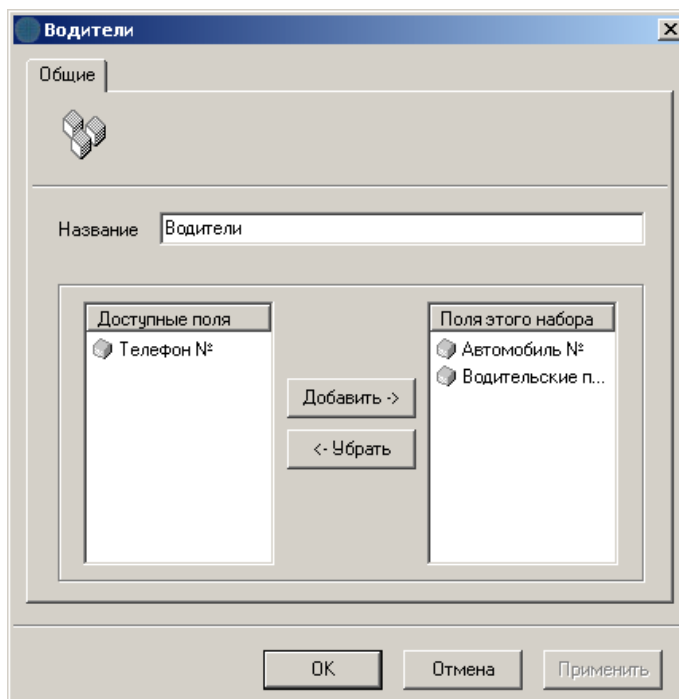 Водители
Общие
Название Водители
Доступные поля Поля этого набора
Телефон № Автомобиль №
Водительские п...
Добавить ->
<- Убрать
OK Отмена Применить